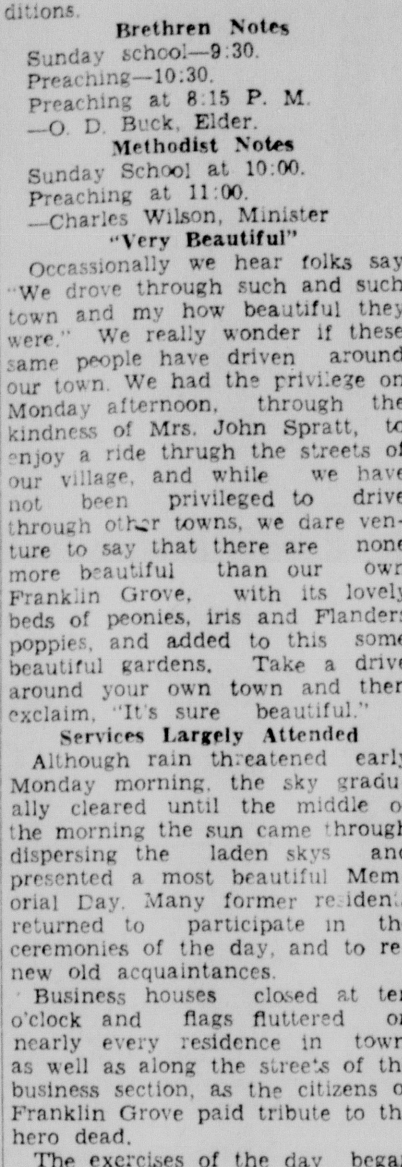 ditions.
Brethren Notes
Sunday school—9:30.
Preaching—10:30.
Preaching at 8:15 P. M.
—O. D. Buck, Elder.
Methodist Notes
Sunday School at 10:00.
Preaching at 11:00.
—Charles Wilson, Minister
"Very Beautiful"
Occassionally we hear folks say
"We drove through such and such
town and my how beautiful they
were." We really wonder if these
same people have driven around
our town. We had the privilege on
Monday afternoon, through the
kindness of Mrs. John Spratt, to
enjoy a ride thrugh the streets of
our village, and while we have
not been privileged to drive
through other towns, we dare ven-
ture to say that there are none
more beautiful than our own
Franklin Grove, with its lovely
beds of peonies, iris and Flanders
poppies, and added to this some
beautiful gardens. Take a drive
around your own town and then
exclaim, "It's sure beautiful."
Services Largely Attended
Although rain threatened early
Monday morning, the sky gradu-
ally cleared until the middle o
the morning the sun came through
dispersing the laden skys and
presented a most beautiful Mem
orial Day. Many former residen
returned to participate in th
ceremonies of the day, and to re
new old acquaintances.
Business houses closed at te
o'clock and flags fluttered o
nearly every residence in town
as well as along the streets of th
business section, as the citizens o
Franklin Grove paid tribute to th
hero dead.
The exercises of the day bega